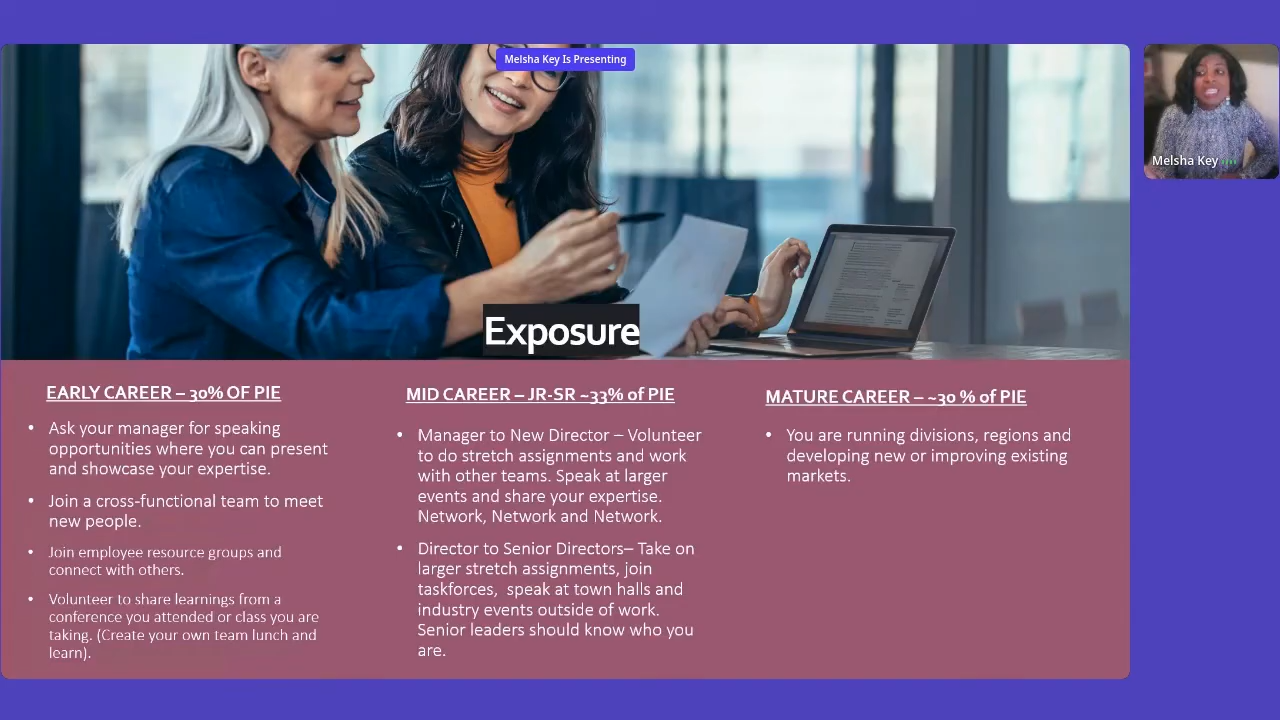 Melsha Key Is Presenting
Melsha Key
Exposure
EARLY CAREER – 30% OF PIE
• Ask your manager for speaking
opportunities where you can present
and showcase your expertise.
• Join a cross-functional team to meet
new people.
• Join employee resource groups and
connect with others.
• Volunteer to share learnings from a
conference you attended or class you are
taking. (Create your own team lunch and
learn).
MID CAREER – JR-SR ~33% of PIE
• Manager to New Director – Volunteer
to do stretch assignments and work
with other teams. Speak at larger
events and share your expertise.
Network, Network and Network.
• Director to Senior Directors– Take on
larger stretch assignments, join
taskforces,  speak at town halls and
industry events outside of work.
Senior leaders should know who you
are.
MATURE CAREER – ~30 % of PIE
• You are running divisions, regions and
developing new or improving existing
markets.